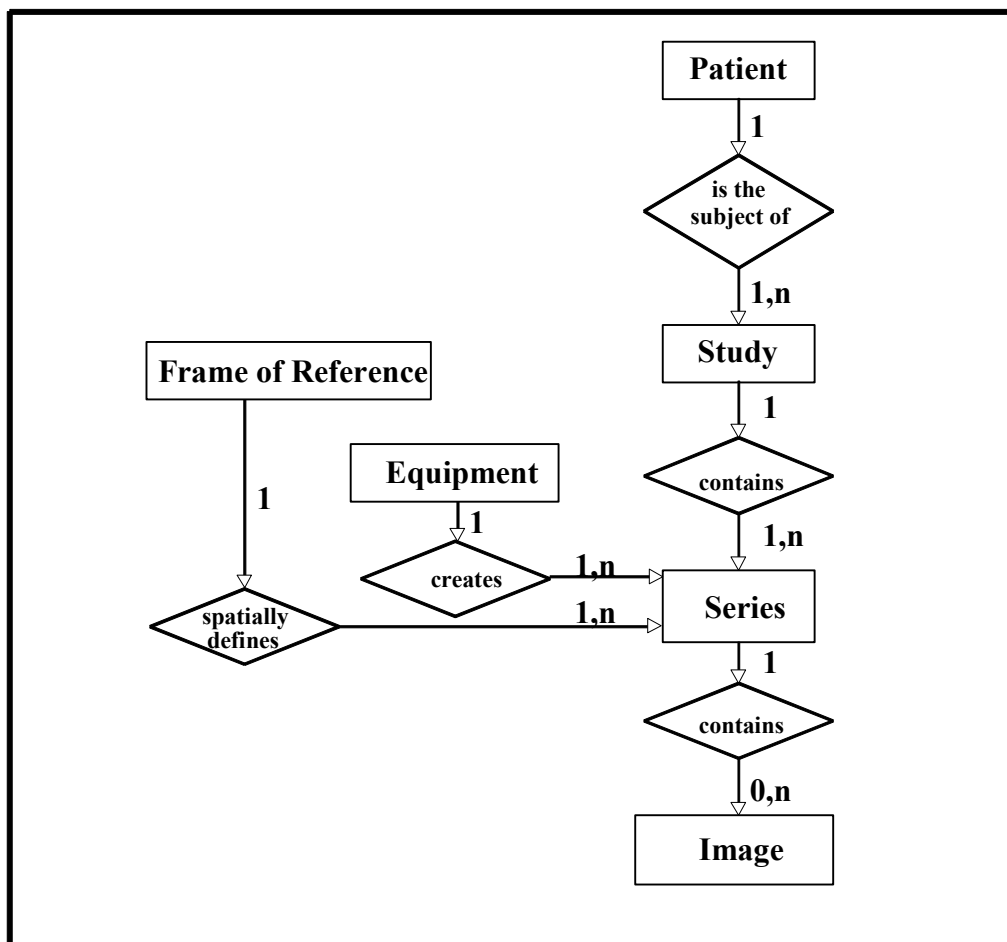 Patient
1
is the
subject of
1,n
Study
1
contains
1,n
Frame of Reference
1
spatially
defines
1,n
Equipment
1
creates
1,n
Series
1
contains
0,n
Image